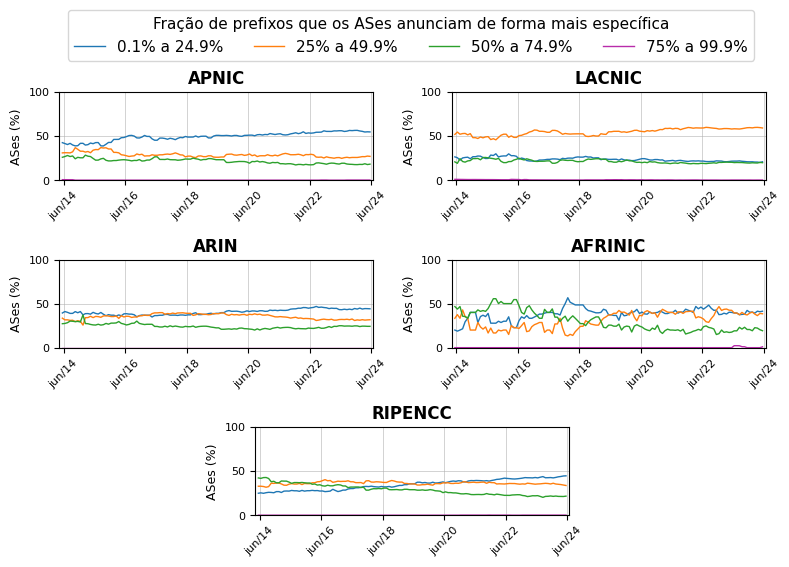 Fração de prefixos que os ASes anunciam de forma mais específica
0.1% a 24.9% 25% a 49.9% 50% a 74.9% 75% a 99.9%
APNIC
ASes (%)
100
50
0
jun/14 jun/16 jun/18 jun/20 jun/22 jun/24
LACNIC
ASes (%)
100
50
0
jun/14 jun/16 jun/18 jun/20 jun/22 jun/24
ARIN
ASes (%)
100
50
0
jun/14 jun/16 jun/18 jun/20 jun/22 jun/24
AFRINIC
ASes (%)
100
50
0
jun/14 jun/16 jun/18 jun/20 jun/22 jun/24
RIPENCC
ASes (%)
100
50
0
jun/14 jun/16 jun/18 jun/20 jun/22 jun/24